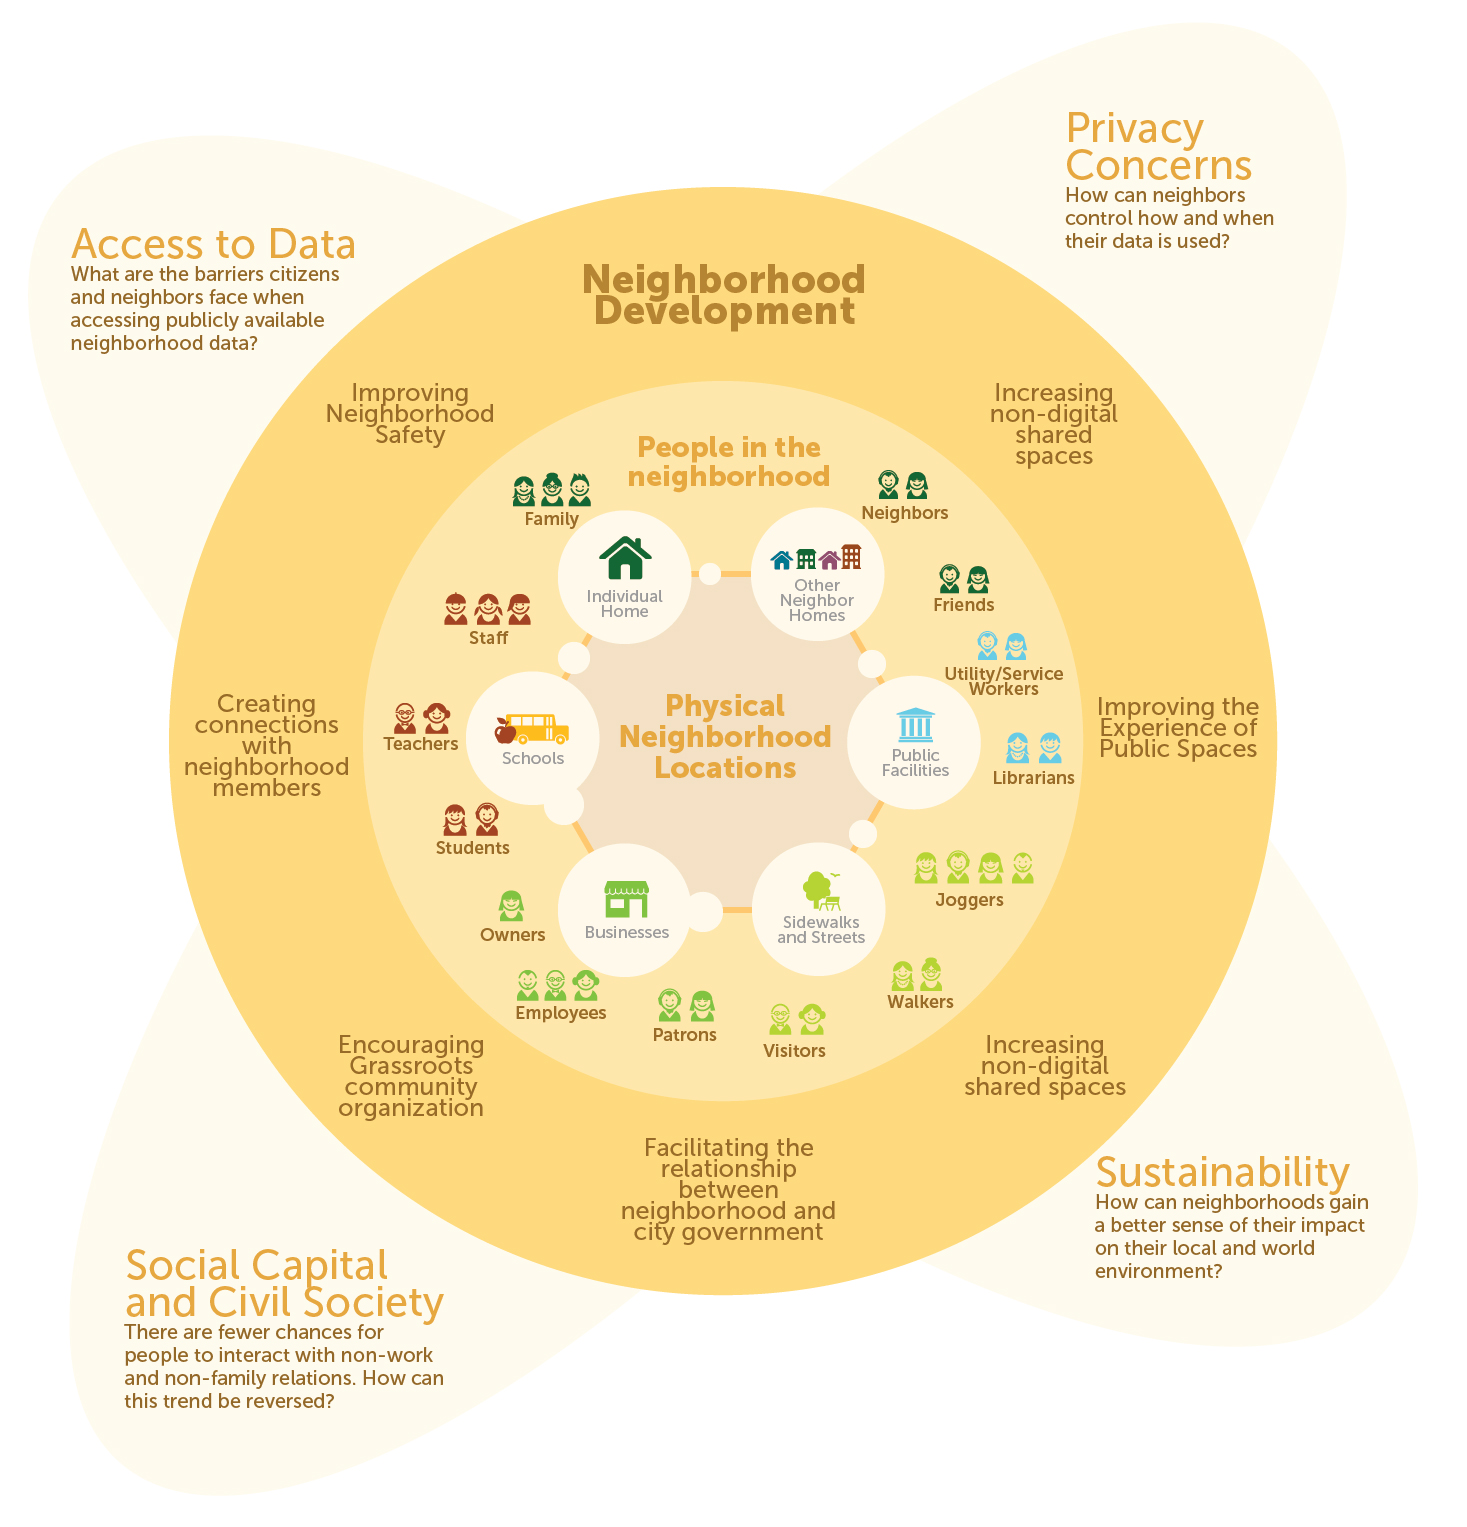 Privacy
Concerns
How can neighbors
control how and when
their data is used?
Access to Data
What are the barriers citizens
and neighbors face when
accessing publicly available
neighborhood data?
Neighborhood
Development
Improving
Neighborhood
Safety
Increasing
non-digital
shared
spaces
People in the
neighborhood
Family
Neighbors
Individual
Home
Other
Neighbor
Homes
Friends
Staff
Utility/Service
Workers
Creating
connections
with
neighborhood
members
Teachers
Schools
Physical
Neighborhood
Locations
Public
Facilities
Librarians
Improving the
Experience of
Public Spaces
Students
Joggers
Owners
Businesses
Sidewalks
and Streets
Employees
Patrons
Visitors
Walkers
Encouraging
Grassroots
community
organization
Increasing
non-digital
shared spaces
Facilitating the
relationship
between
neighborhood and
city government
Sustainability
How can neighborhoods gain
a better sense of their impact
on their local and world
environment?
Social Capital
and Civil Society
There are fewer chances for
people to interact with non-work
and non-family relations. How can
this trend be reversed?